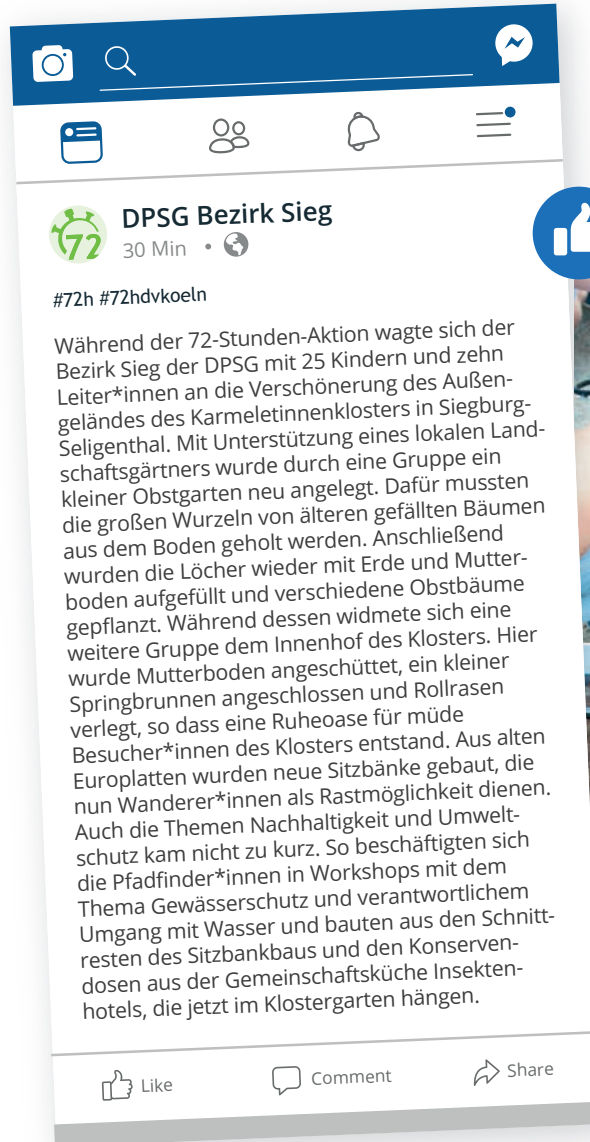 DPSG Bezirk Sieg
72
30 Min •
#72h #72hdvkoeln
Während der 72-Stunden-Aktion wagte sich der
Bezirk Sieg der DPSG mit 25 Kindern und zehn
Leiter*innen an die Verschönerung des Außen-
geländes des Karmeletinnenklosters in Siegburg-
Seligenthal. Mit Unterstützung eines lokalen Land-
schaftsgärtners wurde durch eine Gruppe ein
kleiner Obstgarten neu angelegt. Dafür mussten
die großen Wurzeln von älteren gefällten Bäumen
aus dem Boden geholt werden. Anschließend
wurden die Löcher wieder mit Erde und Mutter-
boden aufgefüllt und verschiedene Obstbäume
gepflanzt. Während dessen widmete sich eine
weitere Gruppe dem Innenhof des Klosters. Hier
wurde Mutterboden angeschüttet, ein kleiner
Springbrunnen angeschlossen und Rollrasen
verlegt, so dass eine Ruheoase für müde
Besucher*innen des Klosters entstand. Aus alten
Europlatten wurden neue Sitzbänke gebaut, die
nun Wanderer*innen als Rastmöglichkeit dienen.
Auch die Themen Nachhaltigkeit und Umwelt-
schutz kam nicht zu kurz. So beschäftigten sich
die Pfadfinder*innen in Workshops mit dem
Thema Gewässerschutz und verantwortlichem
Umgang mit Wasser und bauten aus den Schnitt-
resten des Sitzbankbaus und den Konserven-
dosen aus der Gemeinschaftsküche Insekten-
hotels, die jetzt im Klostergarten hängen.
Like Comment Share